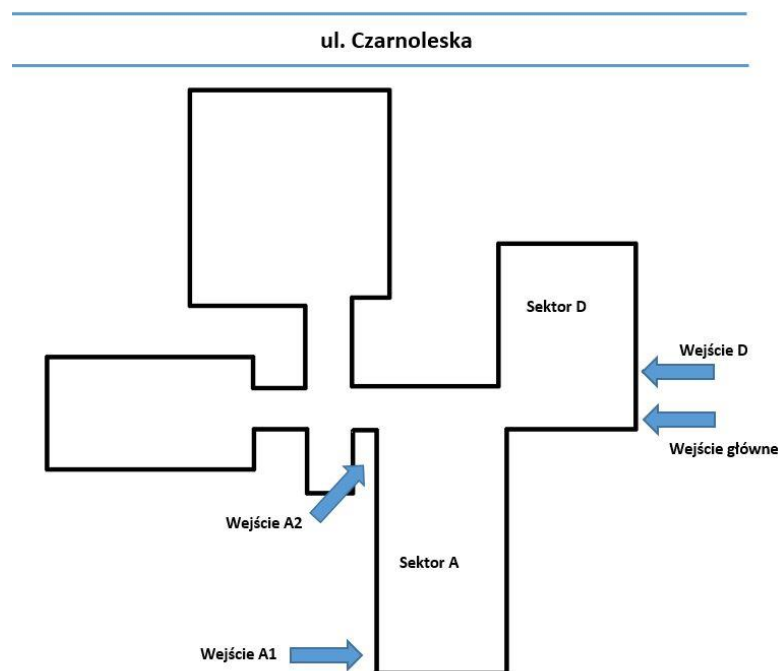 ul. Czarnoleska
Sektor D
Wejście D
Wejście główne
Wejście A2
Sektor A
Wejście A1